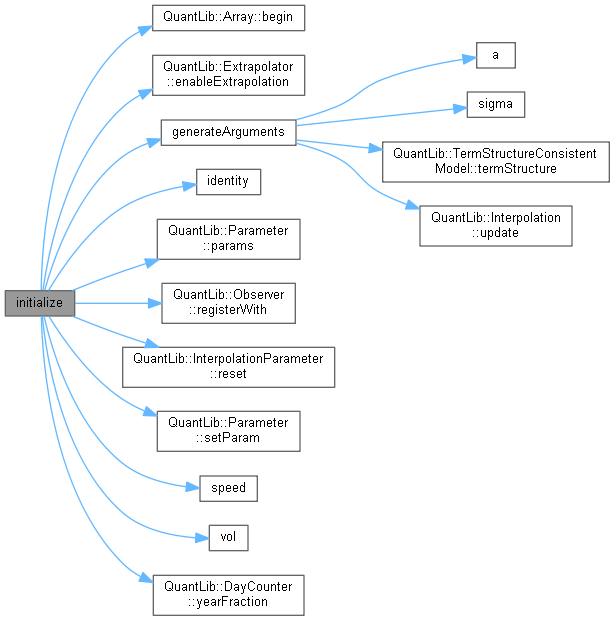 QuantLib::Array::begin
QuantLib::Extrapolator
::enableExtrapolation
a
sigma
generateArguments
QuantLib::TermStructureConsistent
Model::termStructure
identity
QuantLib::Interpolation
::update
QuantLib::Parameter
::params
initialize
QuantLib::Observer
::registerWith
QuantLib::InterpolationParameter
::reset
QuantLib::Parameter
::setParam
speed
vol
QuantLib::DayCounter
::yearFraction